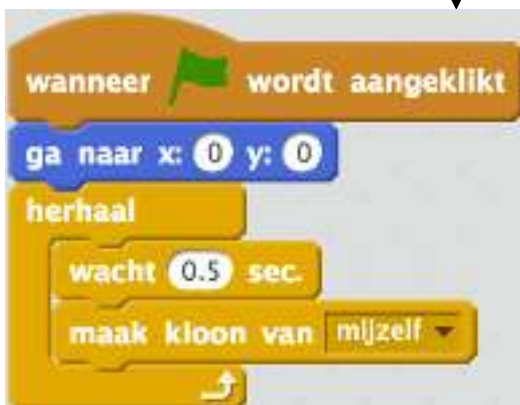 wanneer wordt aangeklikt
ga naar x: 0 y: 0
herhaal
wacht 0.5 sec.
maak kloon van mijzelf